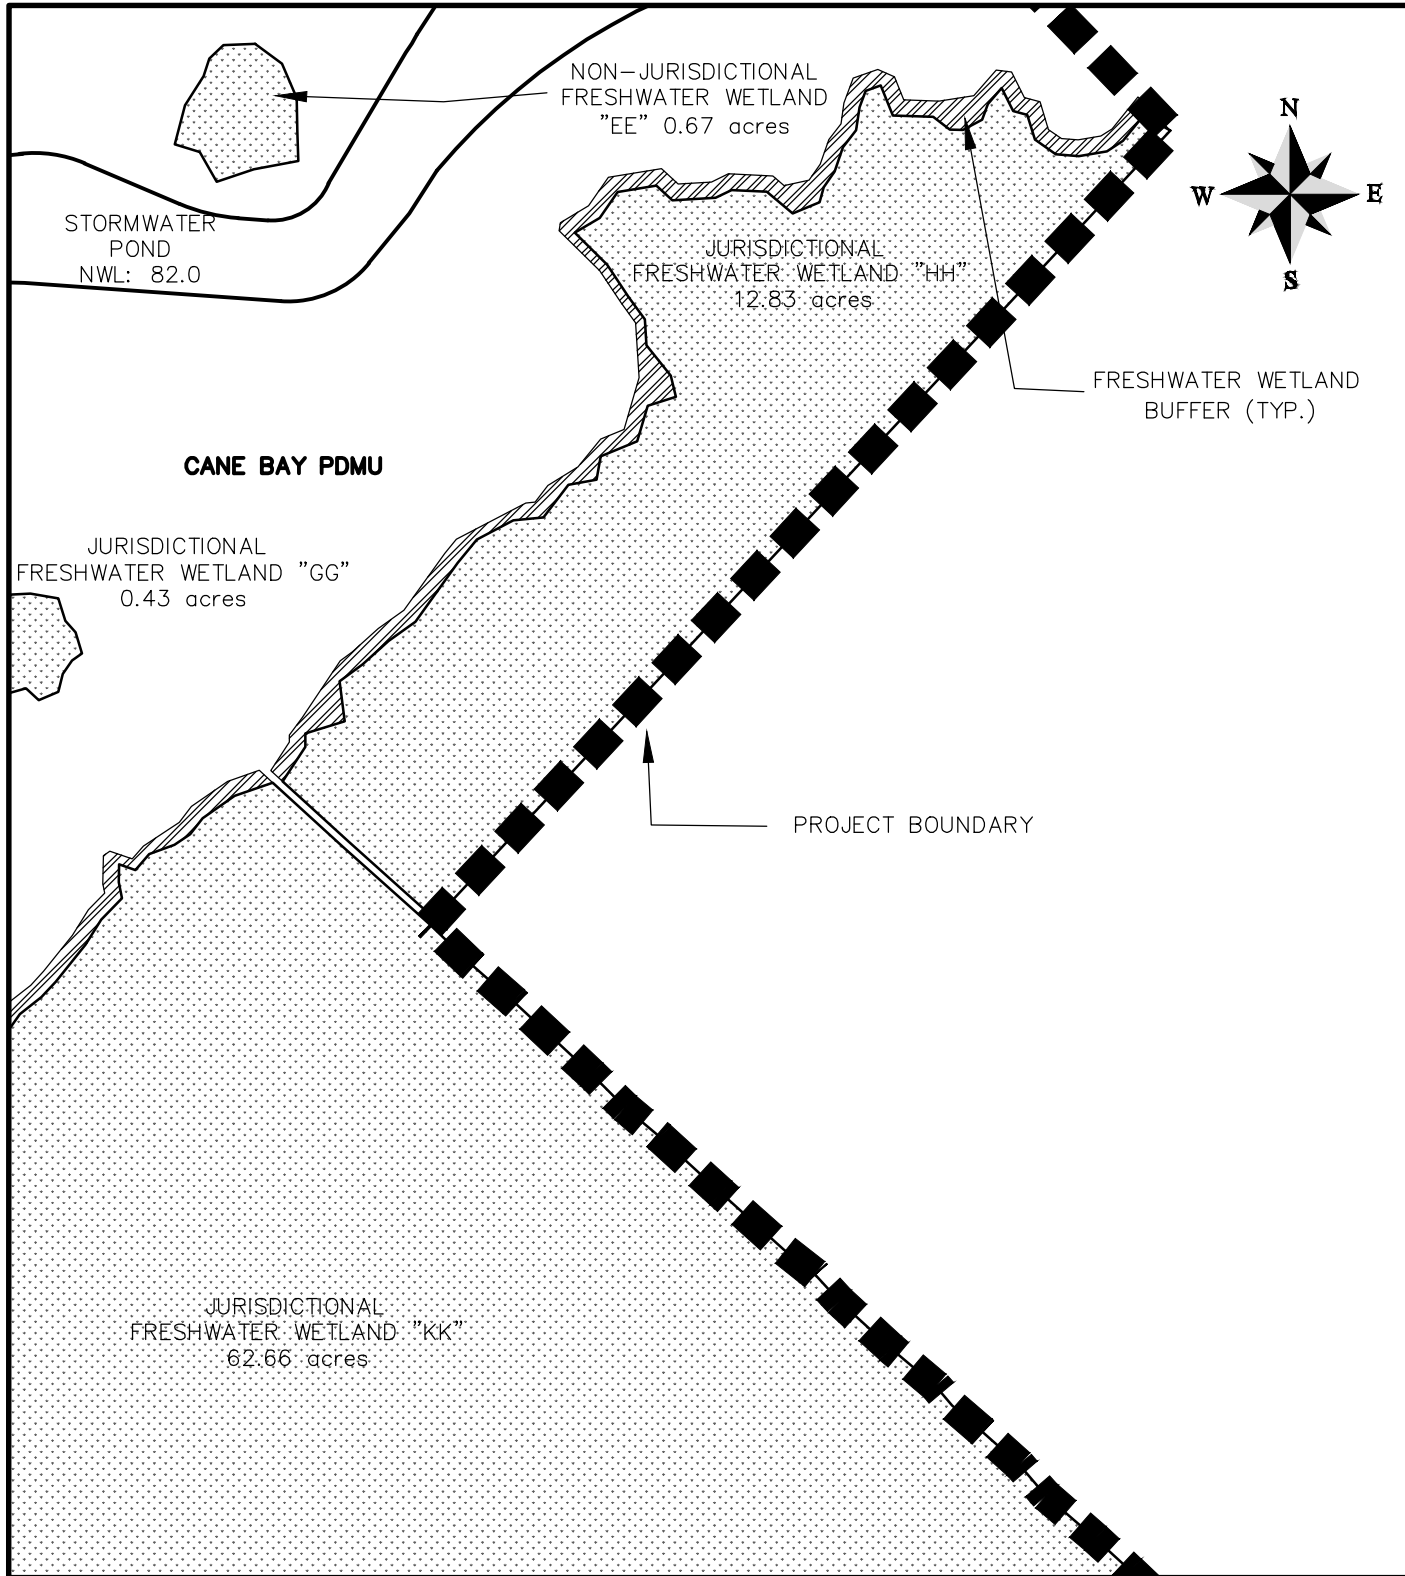 NON-JURISDICTIONAL
FRESHWATER WETLAND
"EE" 0.67 acres
N
W
E
S
STORMWATER
POND
NWL: 82.0
JURISDICTIONAL
FRESHWATER WETLAND "HH"
12.83 acres
FRESHWATER WETLAND
BUFFER (TYP.)
CANE BAY PDMU
JURISDICTIONAL
FRESHWATER WETLAND "GG"
0.43 acres
PROJECT BOUNDARY
JURISDICTIONAL
FRESHWATER WETLAND "KK"
62.66 acres